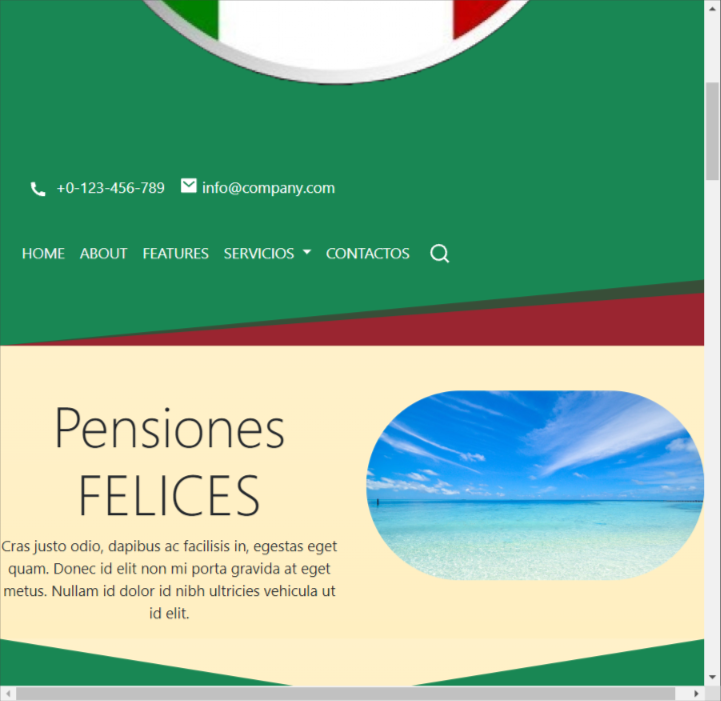 +0-123-456-789 info@company.com
HOME ABOUT FEATURES SERVICIOS CONTACTOS
Pensiones
FELICES
Cras justo odio, dapibus ac facilisis in, egestas eget
quam. Donec id elit non mi porta gravida at eget
metus. Nullam id dolor id nibh ultricies vehicula ut
id elit.